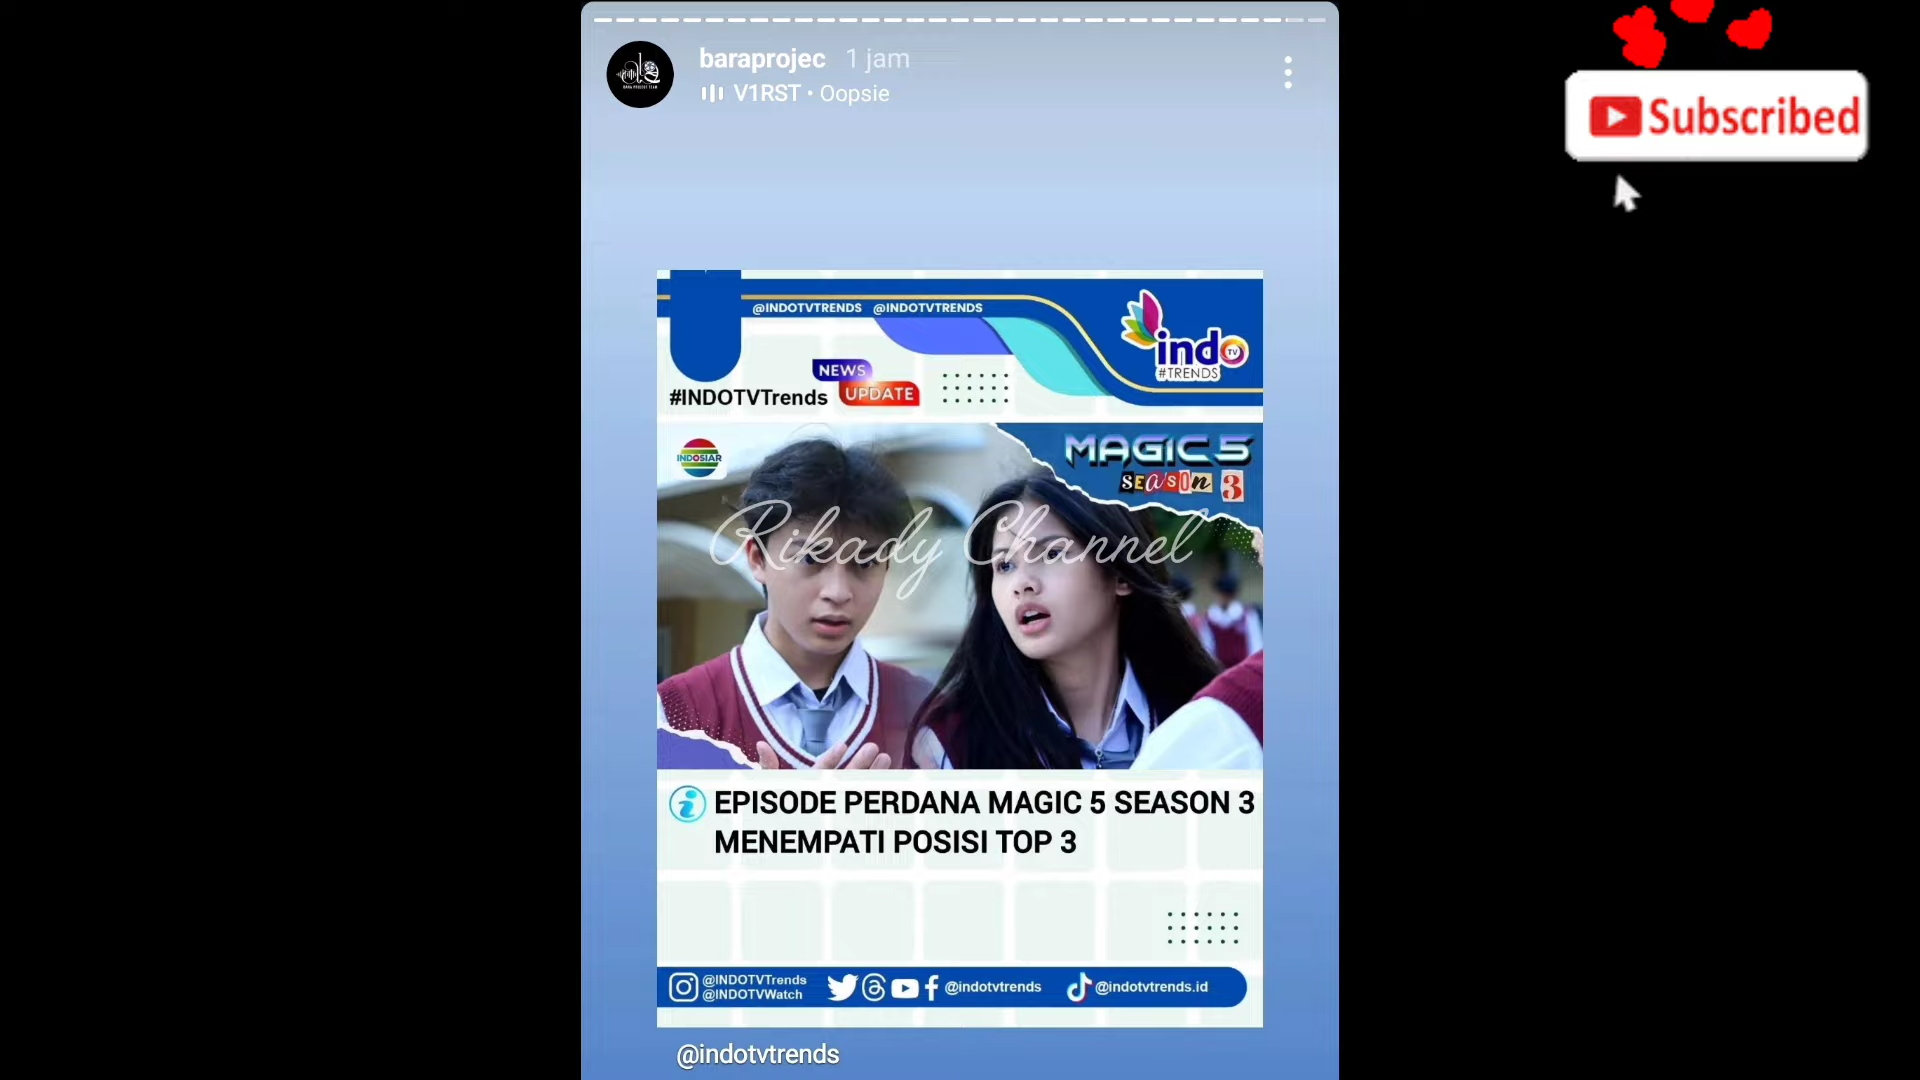 baraprojec 1 jam
V1RST • Oopsie
Subscribed
@INDOTVTRENDS @INDOTVTRENDS
indo TV
#TRENDS
NEWS
#INDOTVTrends UPDATE
INDOSIAR
MAGIC 5
SEASON 3
Rikady Channel
EPISODE PERDANA MAGIC 5 SEASON 3
MENEMPATI POSISI TOP 3
@INDOTVTrends
@INDOTVWatch
@indotvtrends
@indotvtrends.id
@indotvtrends